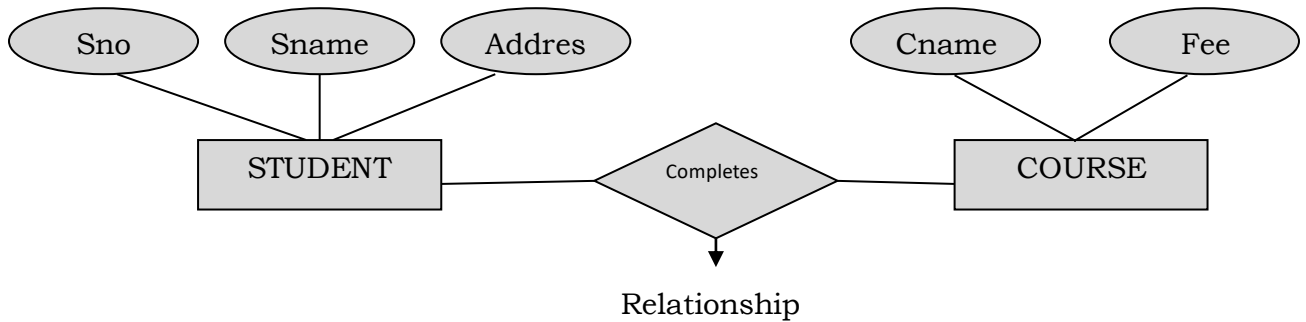 Sno Sname Addres Cname Fee
STUDENT Completes COURSE
Relationship